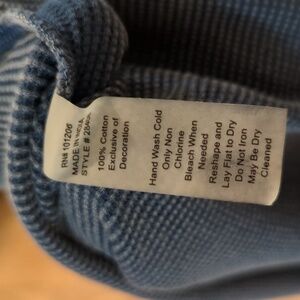 RN# 101206
MADE IN INDIA
STYLE #
100% Cotton
Exclusive of
Decoration
Hand Wash Cold
Only Non
Chlorine
Bleach When
Needed
Reshape and
Lay Flat to Dry
Do Not Iron
May Be Dry
Cleaned